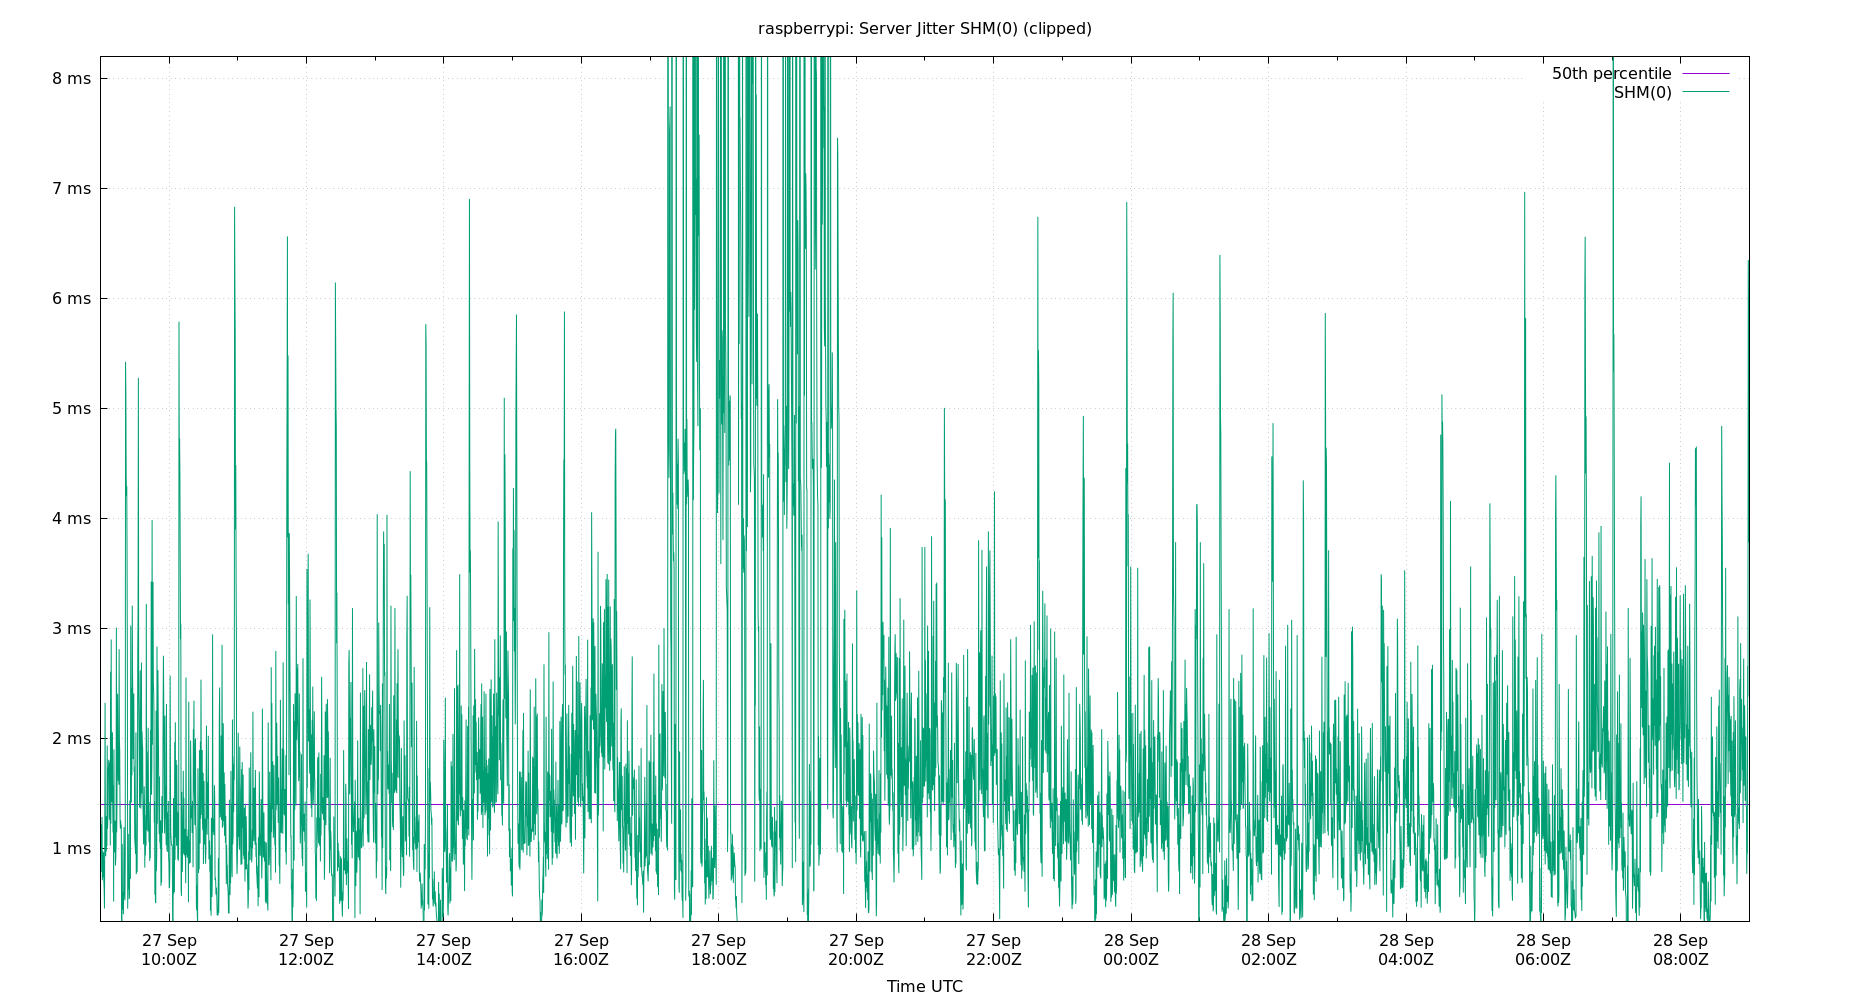 raspberrypi: Server Jitter SHM(0) (clipped)
50th percentile
SHM(0)
8 ms
7 ms
6 ms
5 ms
4 ms
3 ms
2 ms
1 ms
27 Sep 27 Sep 27 Sep 27 Sep 27 Sep 27 Sep 27 Sep 28 Sep 28 Sep 28 Sep 28 Sep 28 Sep
10:00Z 12:00Z 14:00Z 16:00Z 18:00Z 20:00Z 22:00Z 00:00Z 02:00Z 04:00Z 06:00Z 08:00Z
Time UTC